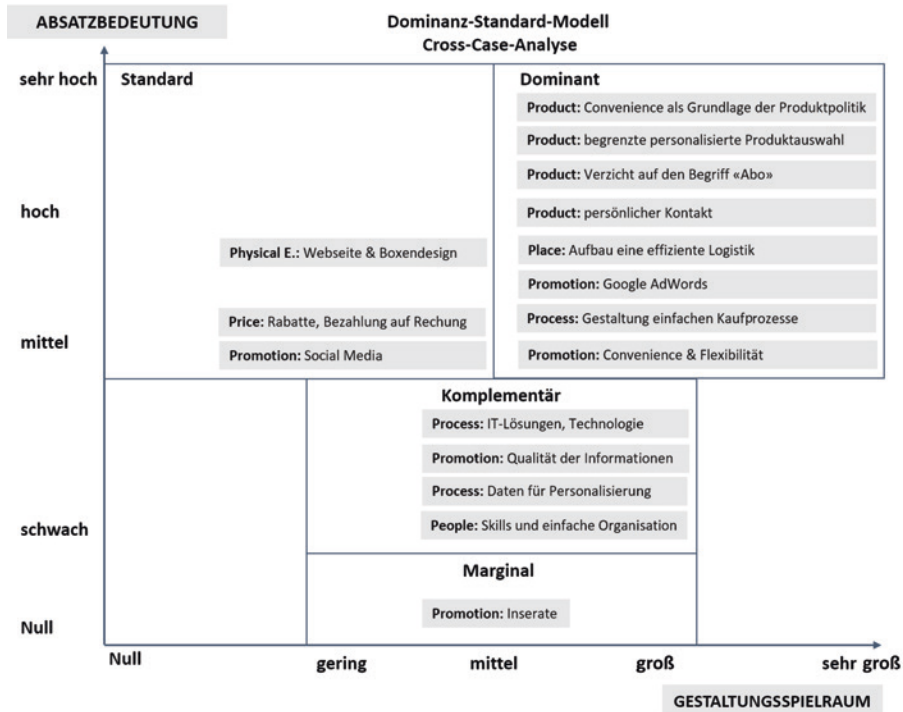 ABSATZBEDEUTUNG
Dominanz-Standard-Modell
Cross-Case-Analyse
sehr hoch
Standard
Dominant
Product: Convenience als Grundlage der Produktpolitik
Product: begrenzte personalisierte Produktauswahl
Product: Verzicht auf den Begriff «Abo»
hoch
Product: persönlicher Kontakt
Physical E.: Webseite & Boxendesign
Place: Aufbau eine effiziente Logistik
Promotion: Google AdWords
Price: Rabatte, Bezahlung auf Rechung
Process: Gestaltung einfachen Kaufprozesse
mittel
Promotion: Social Media
Promotion: Convenience & Flexibilität
Komplementär
Process: IT-Lösungen, Technologie
Promotion: Qualität der Informationen
Process: Daten für Personalisierung
schwach
People: Skills und einfache Organisation
Marginal
Promotion: Inserate
Null
Null
gering
mittel
groß
sehr groß
GESTALTUNGSSPIELRAUM